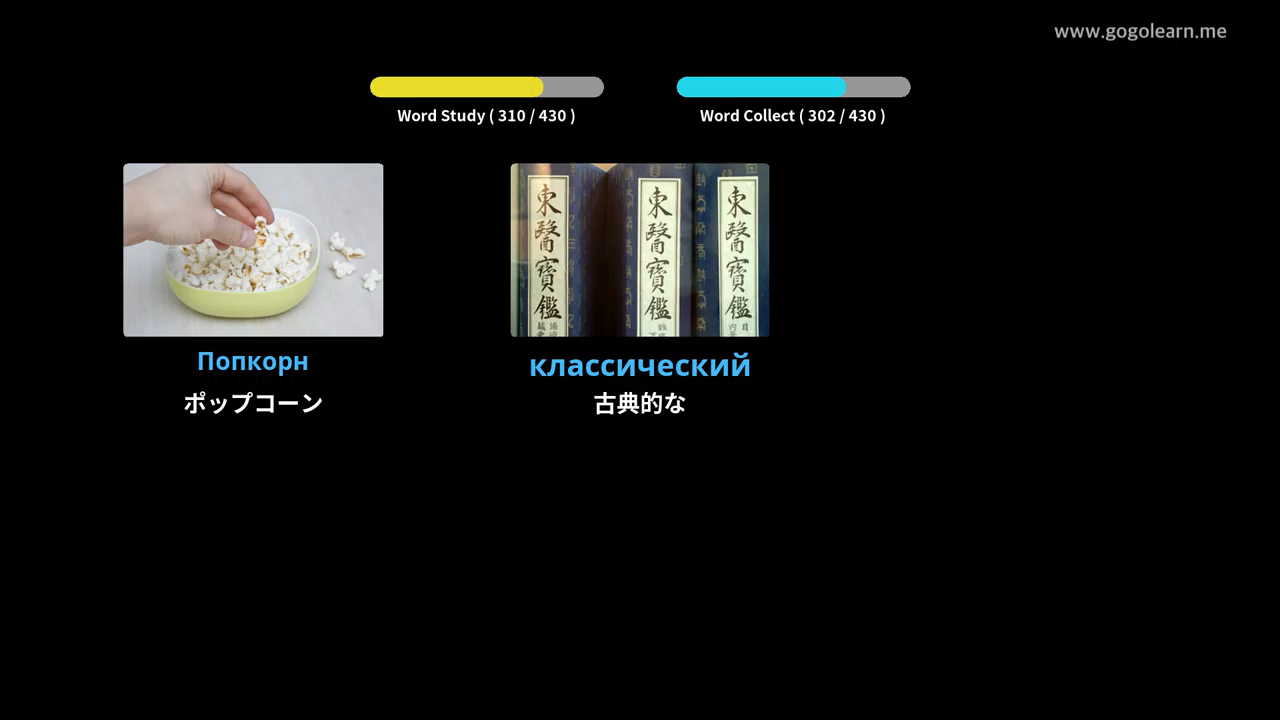 www.gogolearn.me
Word Study ( 310 / 430 )
Word Collect ( 302 / 430 )
東醫寶鑑
東醫寶鑑
東醫寶鑑
Попкорн
ポップコーン
классический
古典的な